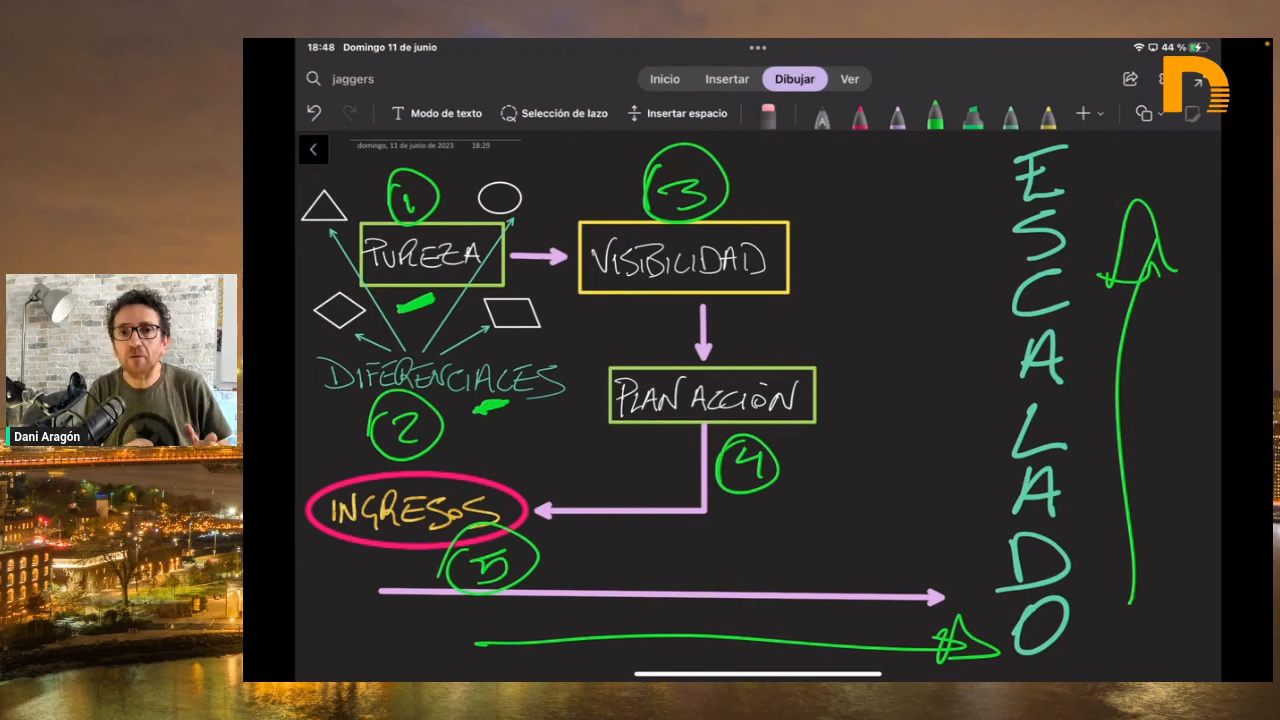 18:48 Domingo 11 de junio
44 %
jaggers
Inicio Insertar Dibujar Ver
Modo de texto Selección de lazo Insertar espacio
domingo, 11 de junio de 2023 18:29
1
3
PUREZA
VISIBILIDAD
DIFERENCIALES
2
PLAN ACCIÓN
4
INGRESOS
5
ESCALADO
Dani Aragón
D
A